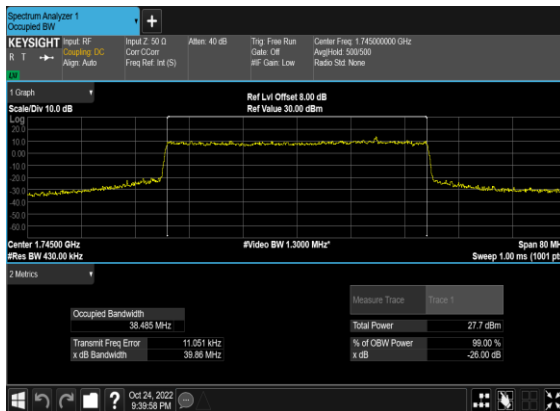 Spectrum Analyzer 1
Occupied BW
KEYSIGHT Input: RF Input Z: 50 Ω Atten: 40 dB Trig: Free Run Center Freq: 1.745000000 GHz
R T Coupling: DC Corr CCorr Gate: Off Avg|Hold: 500/500
Align: Auto Freq Ref: Int (S) #IF Gain: Low Radio Std: None
LXI
1 Graph
Ref Lvl Offset 8.00 dB
Scale/Div 10.0 dB Ref Value 30.00 dBm
Log
20.0
10.0
0.00
-10.0
-20.0
-30.0
-40.0
-50.0
-60.0
Center 1.74500 GHz #Video BW 1.3000 MHz* Span 80 MH
#Res BW 430.00 kHz Sweep 1.00 ms (1001 pt
2 Metrics
Measure Trace Trace 1
Occupied Bandwidth
38.485 MHz Total Power 27.7 dBm
Transmit Freq Error 11.051 kHz % of OBW Power 99.00 %
x dB Bandwidth 39.86 MHz x dB -26.00 dB
Oct 24, 2022
9:39:58 PM